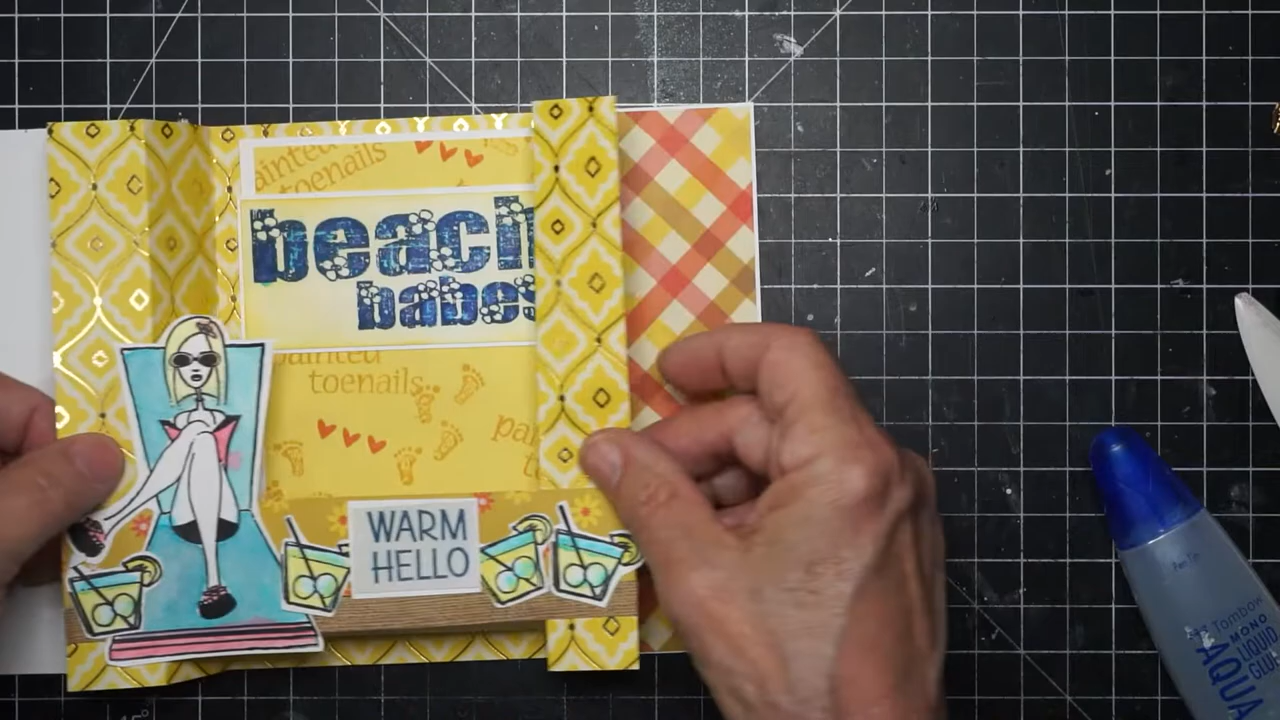 painted
toenails
beach
babes
painted
toenails
WARM
HELLO
Tombow
MONO
LIQUID
GLUE
AQUA